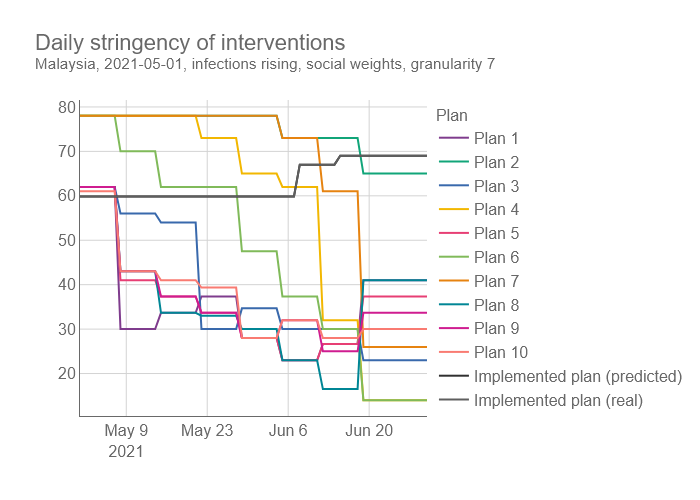 Daily stringency of interventions
Malaysia, 2021-05-01, infections rising, social weights, granularity 7
80
70
60
50
40
30
20
May 9
2021
May 23
Jun 6
Jun 20
Plan
Plan 1
Plan 2
Plan 3
Plan 4
Plan 5
Plan 6
Plan 7
Plan 8
Plan 9
Plan 10
Implemented plan (predicted)
Implemented plan (real)